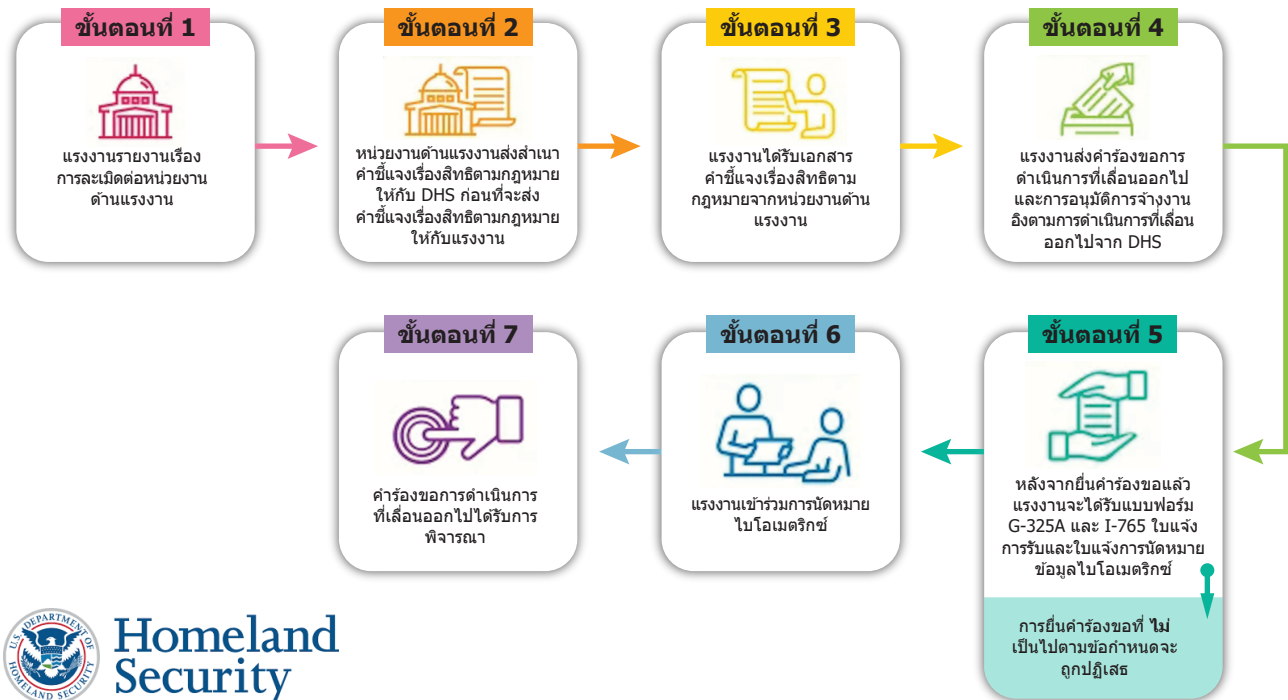 ขั้นตอนที่ 1
แรงงานรายงานเรื่อง
การละเมิดต่อหน่วยงาน
ด้านแรงงาน
ขั้นตอนที่ 2
หน่วยงานด้านแรงงานส่งสำเนา
คำชี้แจงเรื่องสิทธิตามกฎหมาย
ให้กับ DHS ก่อนที่จะส่ง
คำชี้แจงเรื่องสิทธิตามกฎหมาย
ให้กับแรงงาน
ขั้นตอนที่ 3
แรงงานได้รับเอกสาร
คำชี้แจงเรื่องสิทธิตาม
กฎหมายจากหน่วยงานด้าน
แรงงาน
ขั้นตอนที่ 4
แรงงานส่งคำร้องขอการ
ดำเนินการที่เลื่อนออกไป
และการอนุมัติการจ้างงาน
อิงตามการดำเนินการที่เลื่อน
ออกไปจาก DHS
ขั้นตอนที่ 5
หลังจากยื่นคำร้องขอแล้ว
แรงงานจะได้รับแบบฟอร์ม
G-325A และ I-765 ใบแจ้ง
การรับและใบแจ้งการนัดหมาย
ข้อมูลไบโอเมตริกซ์
การยื่นคำร้องขอที่ ไม่
เป็นไปตามข้อกำหนดจะ
ถูกปฏิเสธ
ขั้นตอนที่ 6
แรงงานเข้าร่วมการนัดหมาย
ไบโอเมตริกซ์
ขั้นตอนที่ 7
คำร้องขอการดำเนินการ
ที่เลื่อนออกไปได้รับการ
พิจารณา
U.S. DEPARTMENT OF
HOMELAND SECURITY
Homeland
Security